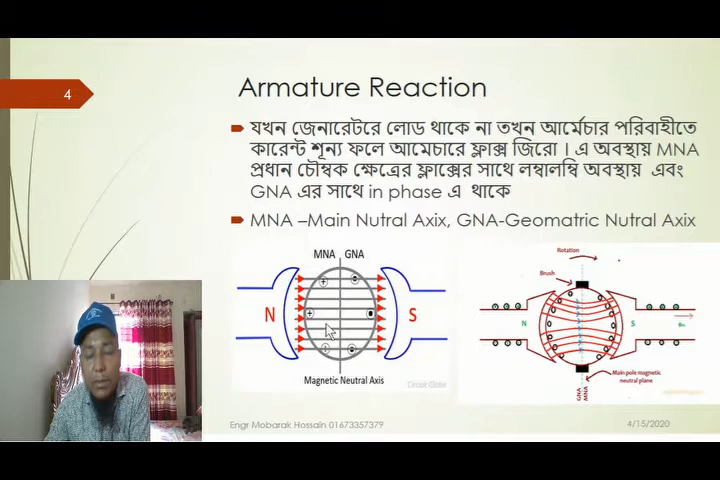 4
Armature Reaction
যখন জেনারেটরে লোড থাকে না তখন আর্মেচার পরিবাহীতে
কারেন্ট শূন্য ফলে আমেচারে ফ্লাক্স জিরো । এ অবস্থায় MNA
প্রধান চৌম্বক ক্ষেত্রের ফ্লাক্সের সাথে লম্বালম্বি অবস্থায় এবং
GNA এর সাথে in phase এ থাকে
MNA –Main Nutral Axix, GNA-Geomatric Nutral Axix
MNA GNA
N
S
Magnetic Neutral Axis
Circuit Globe
Rotation
Brush
N
S
Main pole magnetic
neutral plane
GNA
MNA
Engr Mobarak Hossain 01673357379
4/15/2020